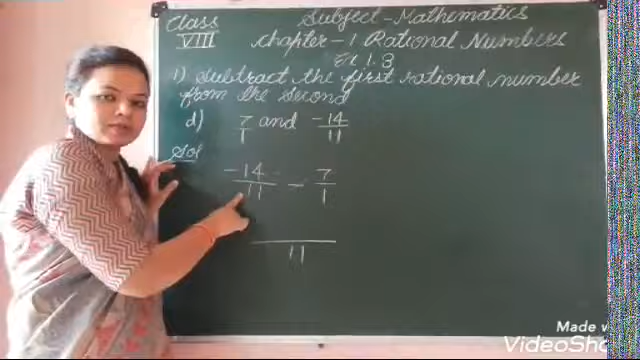 Class
VIII
Subject - Mathematics
Chapter - 1 Rational Numbers
Ex 1.3
1) Subtract the first rational number
from the second
d) 7/1 and -14/11
Sol
-14/11 - 7/1
11
Made w
VideoSho